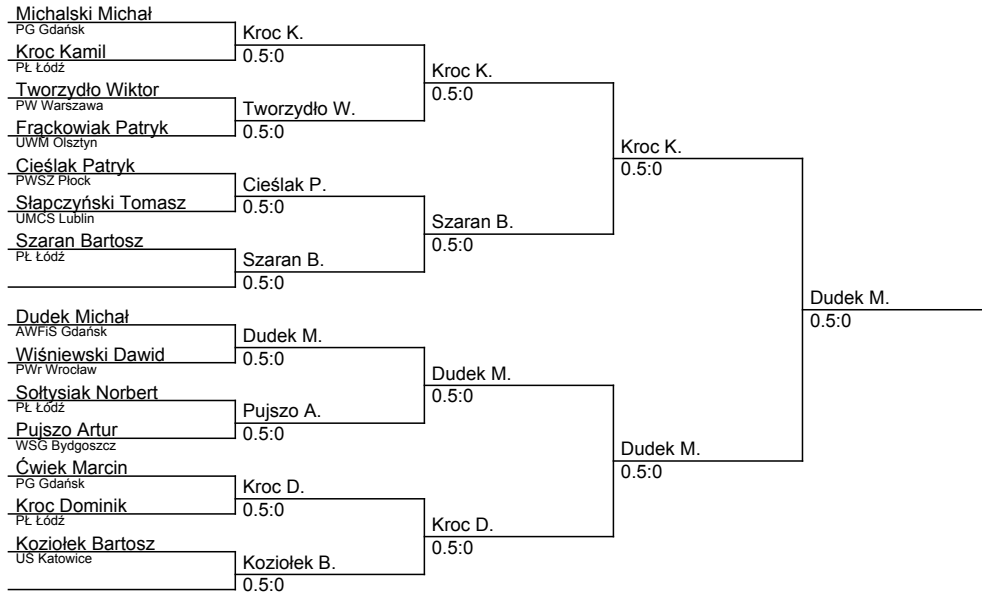 Michalski Michał
PG Gdańsk
Kroc Kamil
PŁ Łódź
Tworzydło Wiktor
PW Warszawa
Frąckowiak Patryk
UWM Olsztyn
Cieślak Patryk
PWSZ Płock
Słapczyński Tomasz
UMCS Lublin
Szaran Bartosz
PŁ Łódź
Dudek Michał
AWFiS Gdańsk
Wiśniewski Dawid
PWr Wrocław
Sołtysiak Norbert
PŁ Łódź
Pujszo Artur
WSG Bydgoszcz
Ćwiek Marcin
PG Gdańsk
Kroc Dominik
PŁ Łódź
Koziołek Bartosz
UŚ Katowice
Kroc K.
0.5:0
Tworzydło W.
0.5:0
Cieślak P.
0.5:0
Szaran B.
0.5:0
Dudek M.
0.5:0
Pujszo A.
0.5:0
Kroc D.
0.5:0
Koziołek B.
0.5:0
Kroc K.
0.5:0
Szaran B.
0.5:0
Dudek M.
0.5:0
Kroc D.
0.5:0
Kroc K.
0.5:0
Dudek M.
0.5:0
Dudek M.
0.5:0